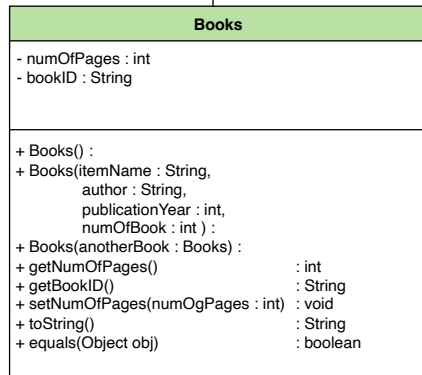 Books
- numOfPages : int
- bookID : String
+ Books() :
+ Books(itemName : String,
author : String,
publicationYear : int,
numOfBook : int ) :
+ Books(anotherBook : Books) :
+ getNumOfPages() : int
+ getBookID() : String
+ setNumOfPages(numOgPages : int) : void
+ toString() : String
+ equals(Object obj) : boolean